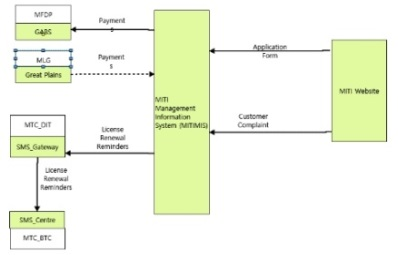 MFDP
GABS
Payment
s
MLG
Great Plains
Payment
s
MITI
Management
Information
System (MITIMIS)
Application
Form
Customer
Complaint
MITI Website
MTC_DIT
SMS_Gateway
License
Renewal
Reminders
License
Renewal
Reminders
SMS_Centre
MTC_BTC